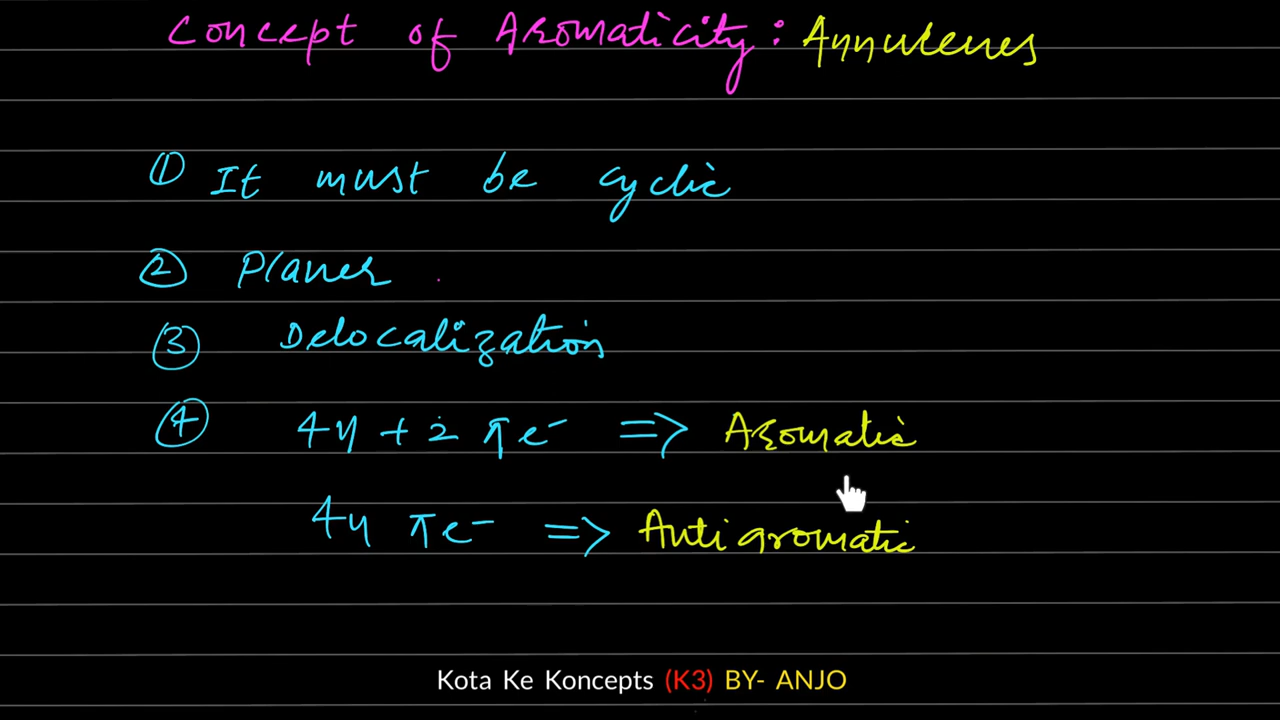 Concept of Aromaticity: Annulenes
① It must be cyclic
② Planer
③ Delocalization
④ 4n + 2 πe⁻ => Aromatic
4n πe⁻ => Antiaromatic
Kota Ke Koncepts (K3) BY- ANJO